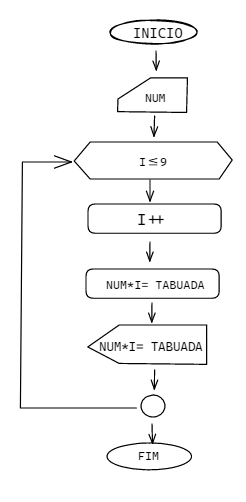 INICIO
NUM
I≤9
I++
NUM*I= TABUADA
NUM*I= TABUADA
FIM